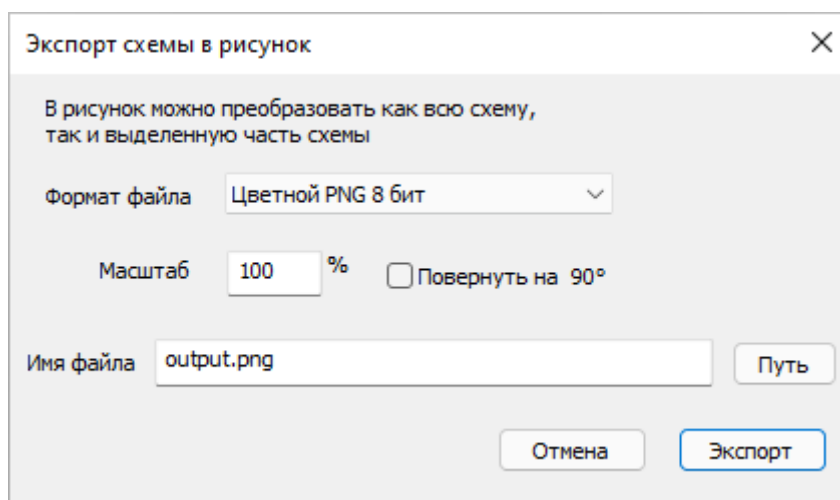 Экспорт схемы в рисунок
В рисунок можно преобразовать как всю схему,
так и выделенную часть схемы
Формат файла Цветной PNG 8 бит
Масштаб 100 % Повернуть на 90°
Имя файла output.png Путь
Отмена Экспорт